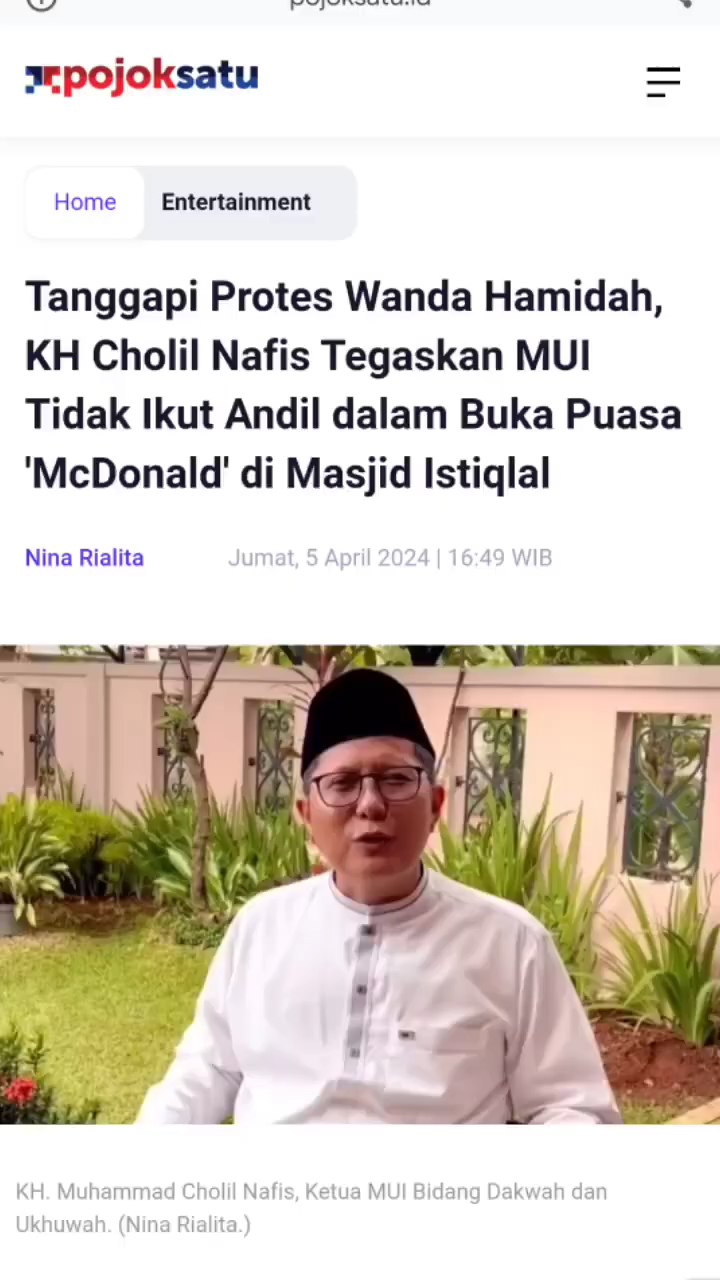 pojoksatu.id
pojoksatu
Home Entertainment
Tanggapi Protes Wanda Hamidah,
KH Cholil Nafis Tegaskan MUI
Tidak Ikut Andil dalam Buka Puasa
'McDonald' di Masjid Istiqlal
Nina Rialita Jumat, 5 April 2024 | 16:49 WIB
KH. Muhammad Cholil Nafis, Ketua MUI Bidang Dakwah dan
Ukhuwah. (Nina Rialita.)